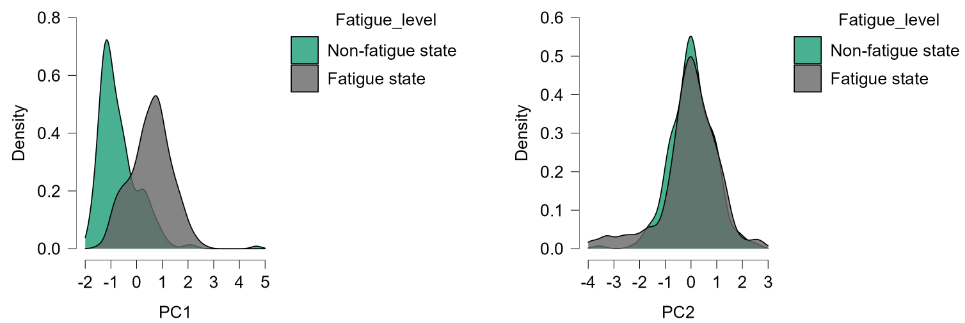 Fatigue_level
Non-fatigue state
Fatigue state
Density
0.8
0.6
0.4
0.2
0.0
-2 -1 0 1 2 3 4 5
PC1
Fatigue_level
Non-fatigue state
Fatigue state
Density
0.6
0.5
0.4
0.3
0.2
0.1
0.0
-4 -3 -2 -1 0 1 2 3
PC2